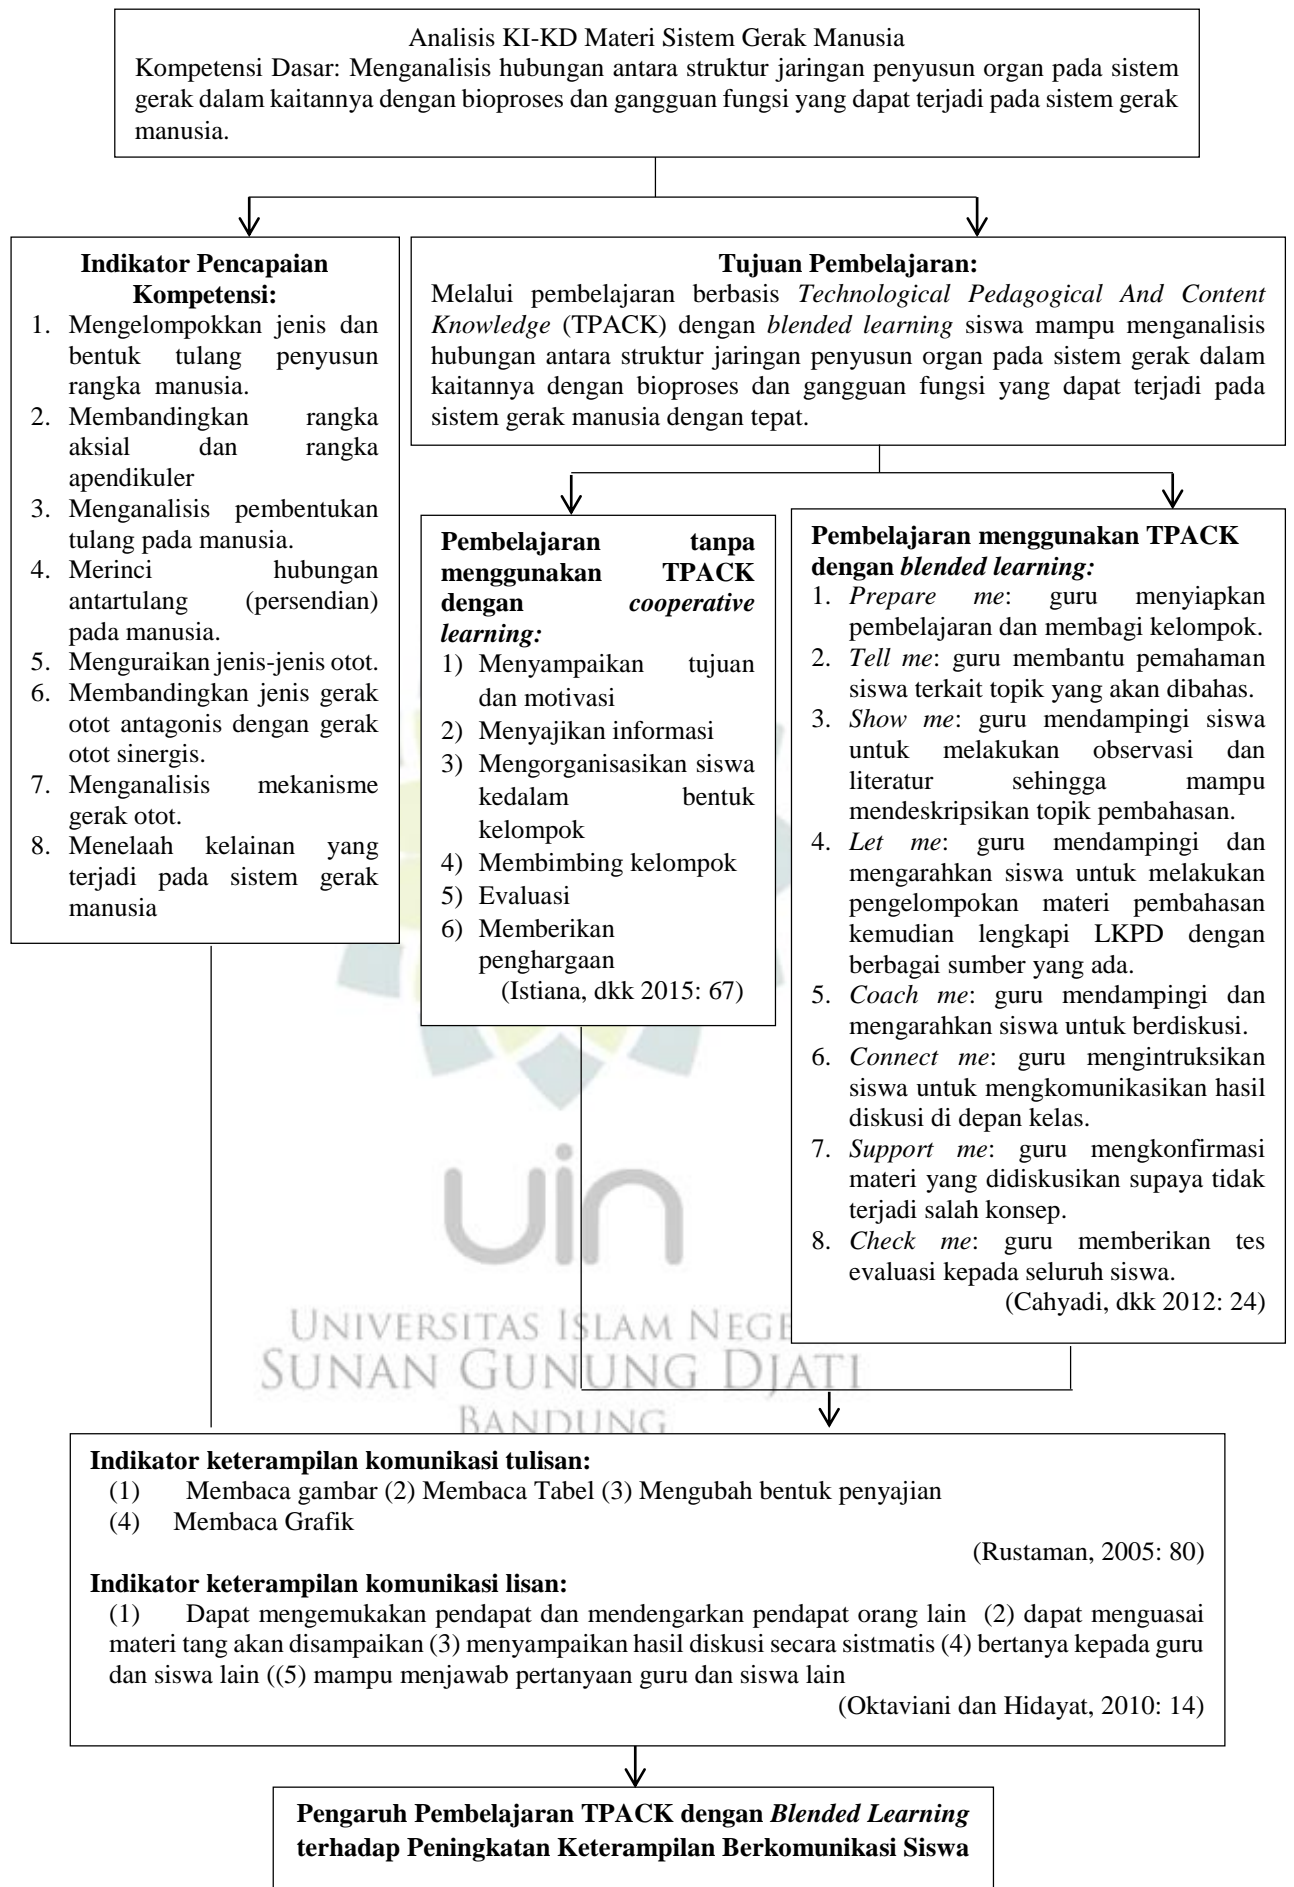 Analisis KI-KD Materi Sistem Gerak Manusia
Kompetensi Dasar: Menganalisis hubungan antara struktur jaringan penyusun organ pada sistem
gerak dalam kaitannya dengan bioproses dan gangguan fungsi yang dapat terjadi pada sistem gerak
manusia.
Indikator Pencapaian
Kompetensi:
1. Mengelompokkan jenis dan
bentuk tulang penyusun
rangka manusia.
2. Membandingkan rangka
aksial dan rangka
apendikuler
3. Menganalisis pembentukan
tulang pada manusia.
4. Merinci hubungan
antartulang (persendian)
pada manusia.
5. Menguraikan jenis-jenis otot.
6. Membandingkan jenis gerak
otot antagonis dengan gerak
otot sinergis.
7. Menganalisis mekanisme
gerak otot.
8. Menelaah kelainan yang
terjadi pada sistem gerak
manusia
Tujuan Pembelajaran:
Melalui pembelajaran berbasis Technological Pedagogical And Content
Knowledge (TPACK) dengan blended learning siswa mampu menganalisis
hubungan antara struktur jaringan penyusun organ pada sistem gerak dalam
kaitannya dengan bioproses dan gangguan fungsi yang dapat terjadi pada
sistem gerak manusia dengan tepat.
Pembelajaran tanpa
menggunakan TPACK
dengan cooperative
learning:
1) Menyampaikan tujuan
dan motivasi
2) Menyajikan informasi
3) Mengorganisasikan siswa
kedalam bentuk
kelompok
4) Membimbing kelompok
5) Evaluasi
6) Memberikan
penghargaan
(Istiana, dkk 2015: 67)
Pembelajaran menggunakan TPACK
dengan blended learning:
1. Prepare me: guru menyiapkan
pembelajaran dan membagi kelompok.
2. Tell me: guru membantu pemahaman
siswa terkait topik yang akan dibahas.
3. Show me: guru mendampingi siswa
untuk melakukan observasi dan
literatur sehingga mampu
mendeskripsikan topik pembahasan.
4. Let me: guru mendampingi dan
mengarahkan siswa untuk melakukan
pengelompokan materi pembahasan
kemudian lengkapi LKPD dengan
berbagai sumber yang ada.
5. Coach me: guru mendampingi dan
mengarahkan siswa untuk berdiskusi.
6. Connect me: guru mengintruksikan
siswa untuk mengkomunikasikan hasil
diskusi di depan kelas.
7. Support me: guru mengkonfirmasi
materi yang didiskusikan supaya tidak
terjadi salah konsep.
8. Check me: guru memberikan tes
evaluasi kepada seluruh siswa.
(Cahyadi, dkk 2012: 24)
uin
UNIVERSITAS ISLAM
SUNAN GUNUNG DJATI
BANDUNG
Indikator keterampilan komunikasi tulisan:
(1) Membaca gambar (2) Membaca Tabel (3) Mengubah bentuk penyajian
(4) Membaca Grafik
(Rustaman, 2005: 80)
Indikator keterampilan komunikasi lisan:
(1) Dapat mengemukakan pendapat dan mendengarkan pendapat orang lain (2) dapat menguasai
materi tang akan disampaikan (3) menyampaikan hasil diskusi secara sistmatis (4) bertanya kepada guru
dan siswa lain ((5) mampu menjawab pertanyaan guru dan siswa lain
(Oktaviani dan Hidayat, 2010: 14)
Pengaruh Pembelajaran TPACK dengan Blended Learning
terhadap Peningkatan Keterampilan Berkomunikasi Siswa